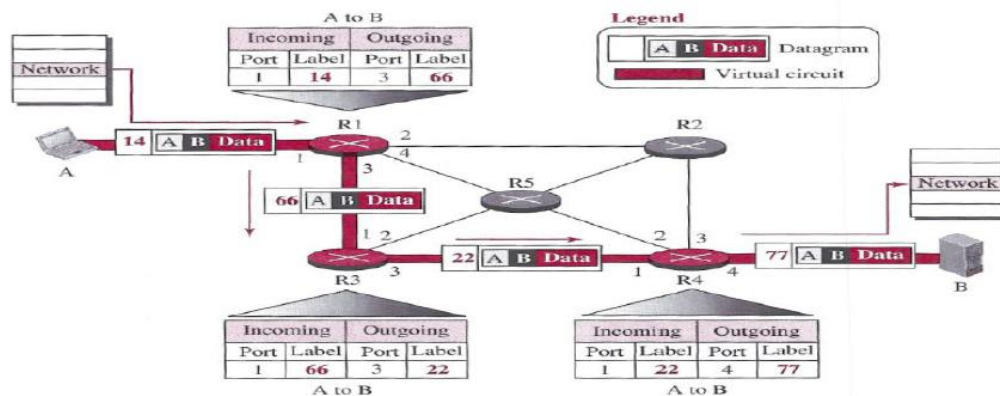 A to B
Incoming Outgoing
Port Label Port Label
1 14 3 66
Legend
A B Data Datagram
Virtual circuit
Network
R1
R2
14 A B Data
1
2
4
3
A
66 A B Data
R5
Network
1 2
3
R3
22 A B Data
2 3
1
4
R4
77 A B Data
B
Incoming Outgoing
Port Label Port Label
1 66 3 22
A to B
Incoming Outgoing
Port Label Port Label
1 22 4 77
A to B